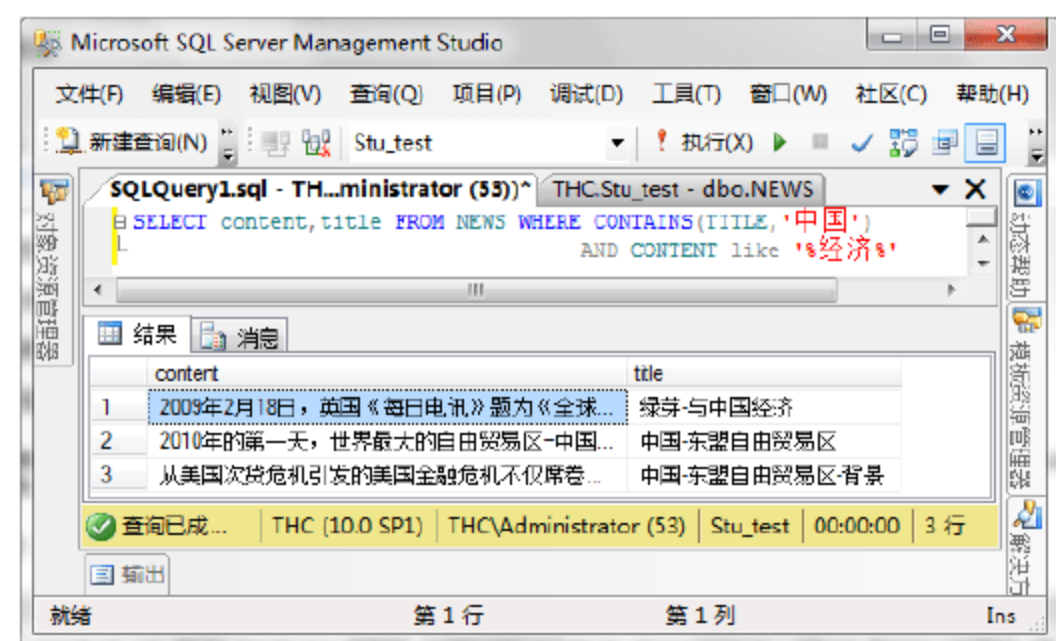 Microsoft SQL Server Management Studio
文件(F) 编辑(E) 视图(V) 查询(Q) 项目(P) 调试(D) 工具(T) 窗口(W) 社区(C) 帮助(H)
新建查询(N) Stu_test 执行(X)
SQLQuery1.sql - TH...ministrator (53))* THC.Stu_test - dbo.NEWS
SELECT content,title FROM NEWS WHERE CONTAINS(TITLE,'中国')
AND CONTENT like '%经济%'
对象资源管理器
结果 消息
content title
1 2009年2月18日，英国《每日电讯》题为《全球... 绿芽-与中国经济
2 2010年的第一天，世界最大的自由贸易区-中国... 中国-东盟自由贸易区
3 从美国次贷危机引发的美国金融危机不仅席卷... 中国-东盟自由贸易区-背景
查询已成... THC (10.0 SP1) THC\Administrator (53) Stu_test 00:00:00 3 行
输出
动态帮助
模板资源管理器
解决方
就绪 第 1 行 第 1 列 Ins